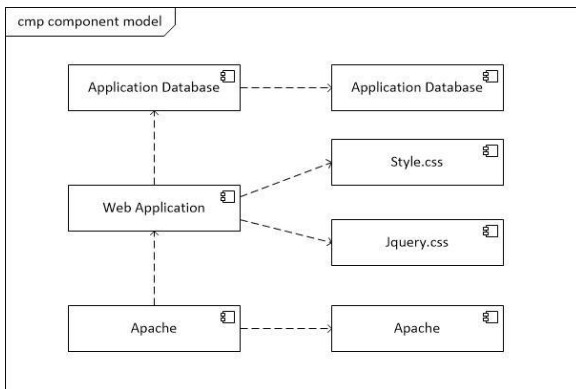 cmp component model
Application Database
Application Database
Style.css
Web Application
Jquery.css
Apache
Apache